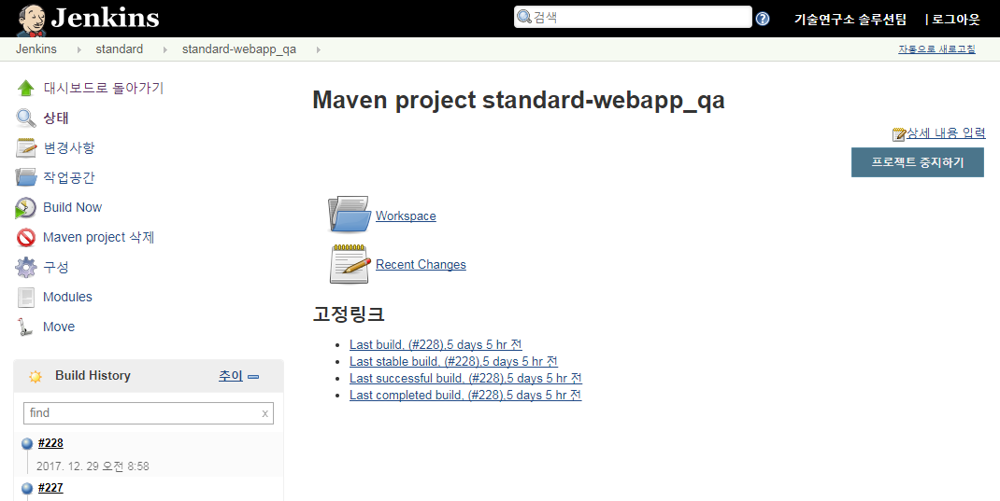 Jenkins
검색
기술연구소 솔루션팀 | 로그아웃
Jenkins standard standard-webapp_qa
자동으로 새로고침
대시보드로 돌아가기
상태
변경사항
작업공간
Build Now
Maven project 삭제
구성
Modules
Move
Build History 추이
find x
#228
2017. 12. 29 오전 8:58
#227
Maven project standard-webapp_qa
상세 내용 입력
프로젝트 중지하기
Workspace
Recent Changes
고정링크
Last build, (#228),5 days 5 hr 전
Last stable build, (#228),5 days 5 hr 전
Last successful build, (#228),5 days 5 hr 전
Last completed build, (#228),5 days 5 hr 전